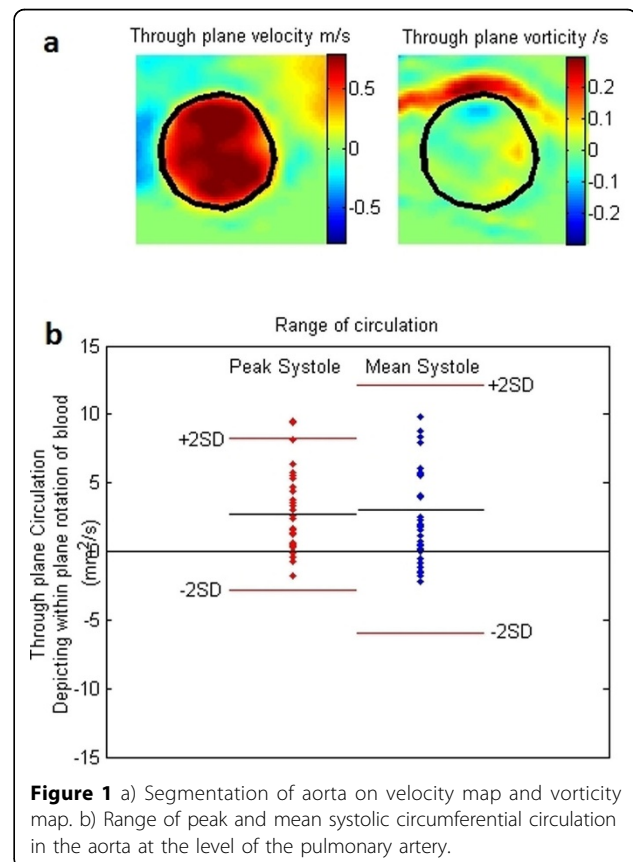 a
Through plane velocity m/s
Through plane vorticity /s
0.5
0
-0.5
0.2
0.1
0
-0.1
-0.2
b
Range of circulation
Through plane Circulation
Depicting within plane rotation of blood
(mm^2/s)
15
10
5
0
-5
-10
-15
Peak Systole
Mean Systole
+2SD
-2SD
+2SD
-2SD
Figure 1 a) Segmentation of aorta on velocity map and vorticity
map. b) Range of peak and mean systolic circumferential circulation
in the aorta at the level of the pulmonary artery.